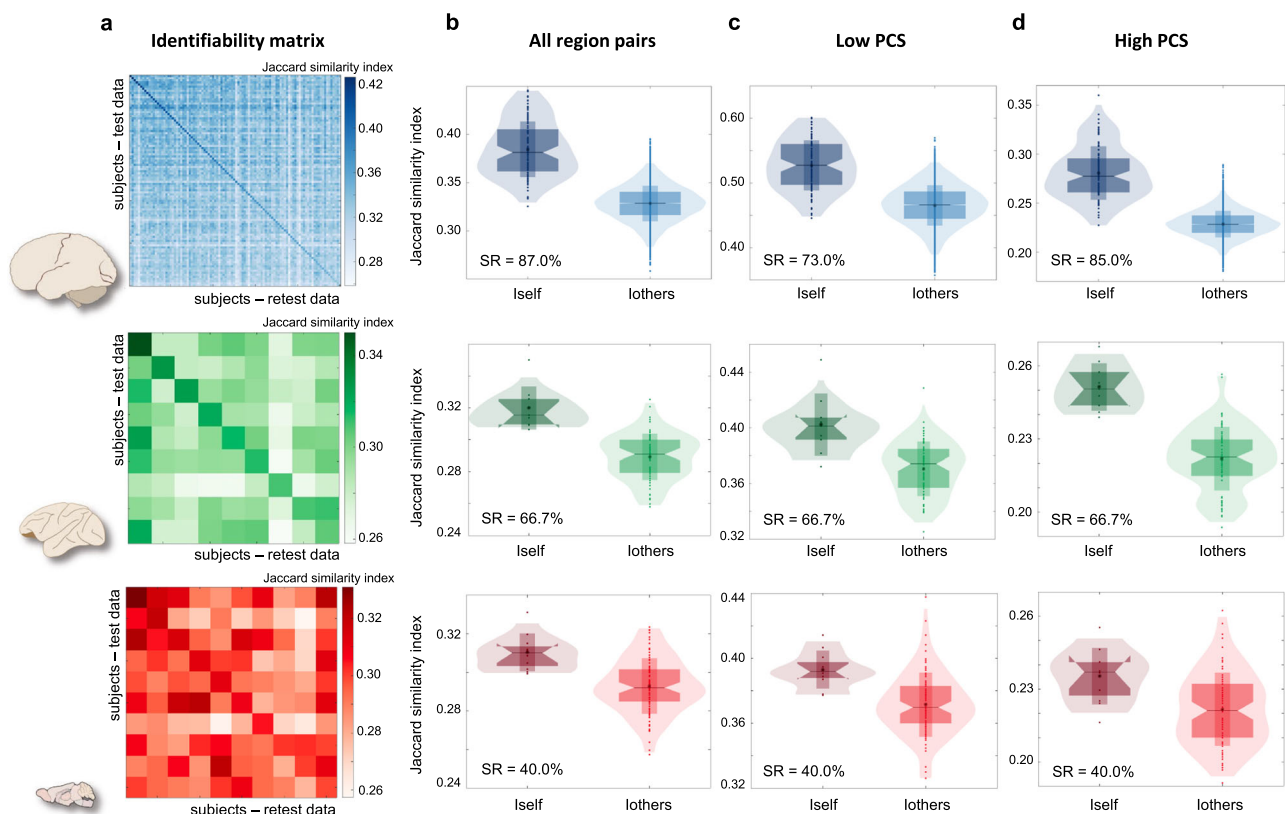 a
Identifiability matrix
b
All region pairs
c
Low PCS
d
High PCS
Jaccard similarity index
subjects – test data
0.42
0.40
0.36
0.32
0.28
subjects – retest data
Jaccard similarity index
0.40
0.35
0.30
SR = 87.0%
Iself
Iothers
0.60
0.50
0.40
SR = 73.0%
Iself
Iothers
0.35
0.30
0.25
0.20
SR = 85.0%
Iself
Iothers
Jaccard similarity index
subjects – test data
0.34
0.30
0.26
subjects – retest data
Jaccard similarity index
0.32
0.29
0.24
SR = 66.7%
Iself
Iothers
0.44
0.40
0.36
0.32
SR = 66.7%
Iself
Iothers
0.26
0.23
0.20
SR = 66.7%
Iself
Iothers
Jaccard similarity index
subjects – test data
0.32
0.30
0.28
0.26
subjects – retest data
Jaccard similarity index
0.32
0.28
0.24
SR = 40.0%
Iself
Iothers
0.44
0.40
0.36
0.32
SR = 40.0%
Iself
Iothers
0.26
0.23
0.20
SR = 40.0%
Iself
Iothers